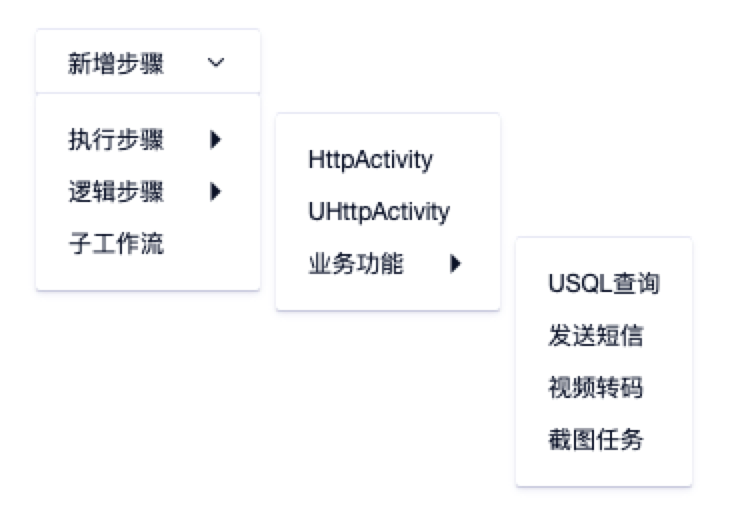 新增步骤
执行步骤
逻辑步骤
子工作流
HttpActivity
UHttpActivity
业务功能
USQL查询
发送短信
视频转码
截图任务